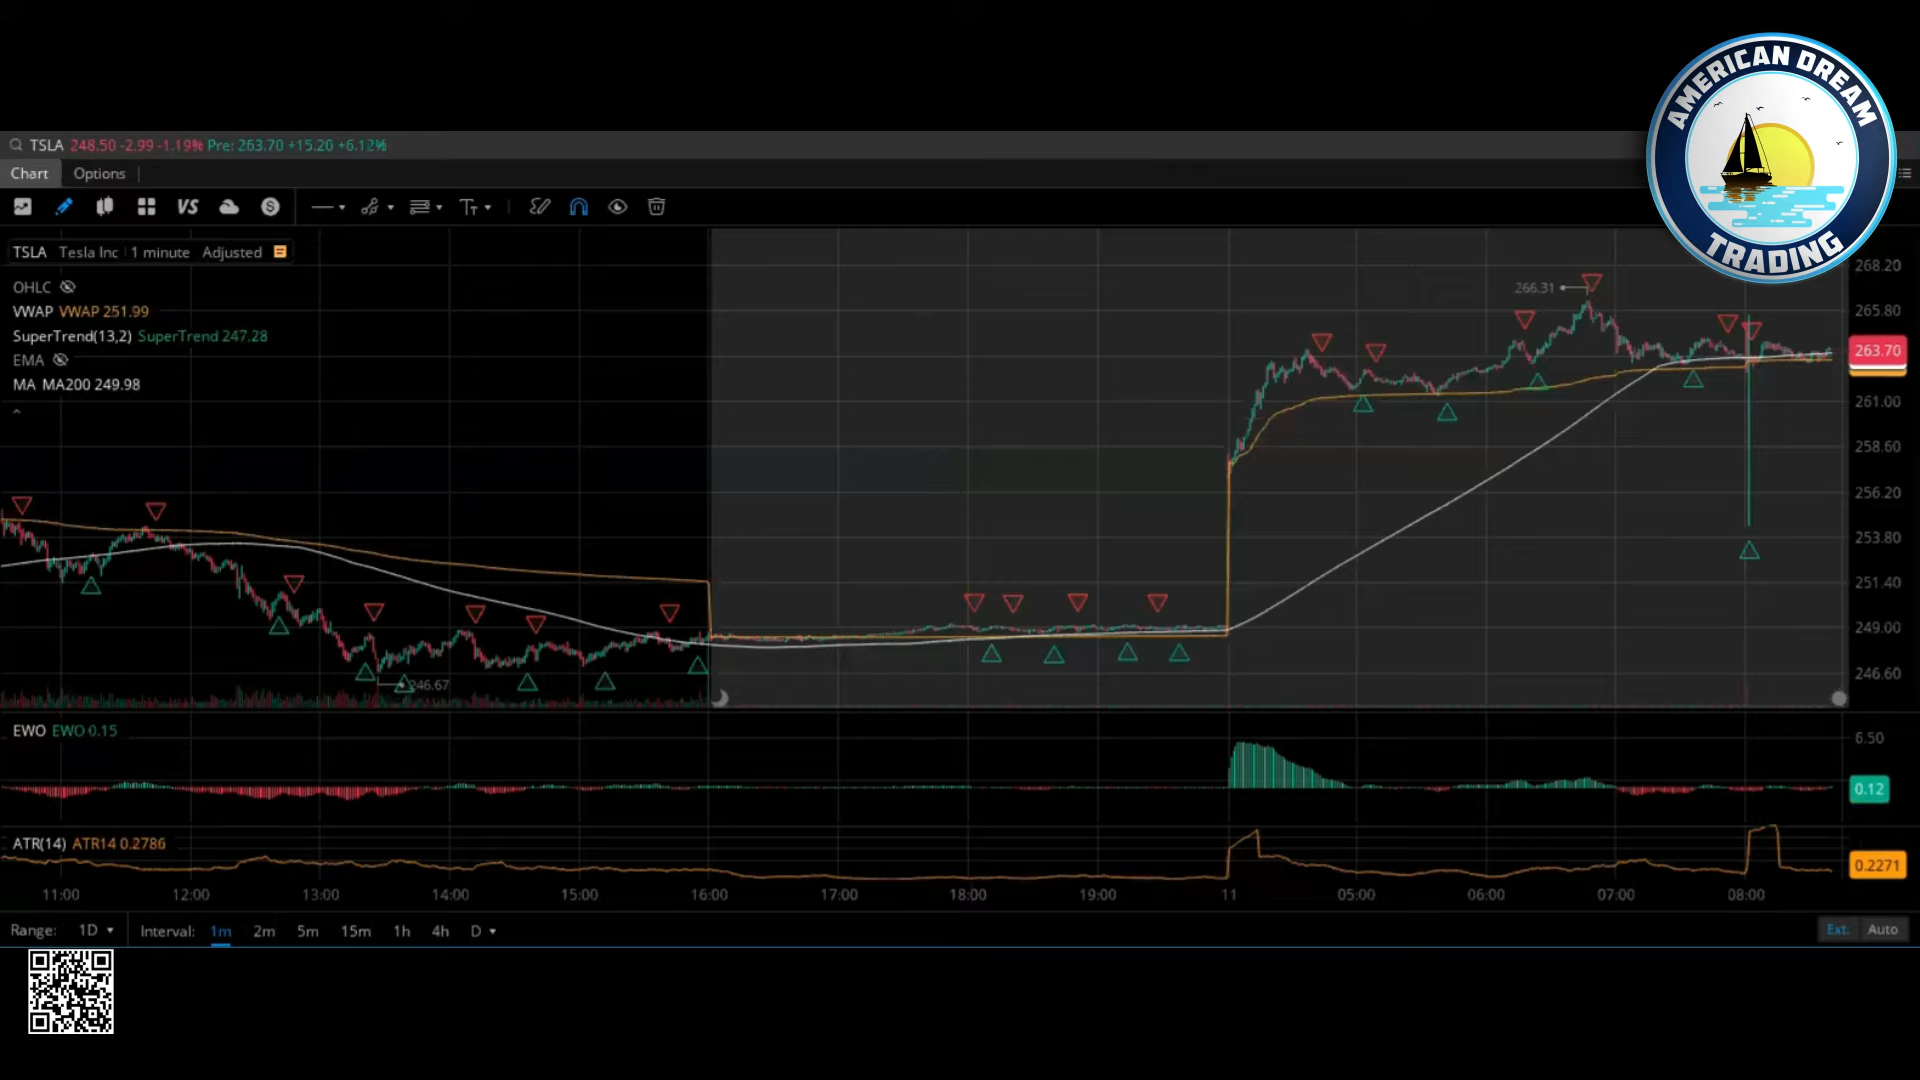 AMERICAN DREAM
TRADING
TSLA 248.50 -2.99 -1.19% Pre: 263.70 +15.20 +6.12%
Chart Options
VS
S
TT
TSLA Tesla Inc 1 minute Adjusted
OHLC
VWAP VWAP 251.99
SuperTrend(13,2) SuperTrend 247.28
EMA
MA MA200 249.98
268.20
266.31
265.80
263.70
261.00
258.60
256.20
253.80
251.40
249.00
246.60
246.67
EWO EWO 0.15
6.50
0.12
ATR(14) ATR14 0.2786
0.2271
11:00 12:00 13:00 14:00 15:00 16:00 17:00 18:00 19:00 11 05:00 06:00 07:00 08:00
Range: 1D Interval: 1m 2m 5m 15m 1h 4h D Ext. Auto